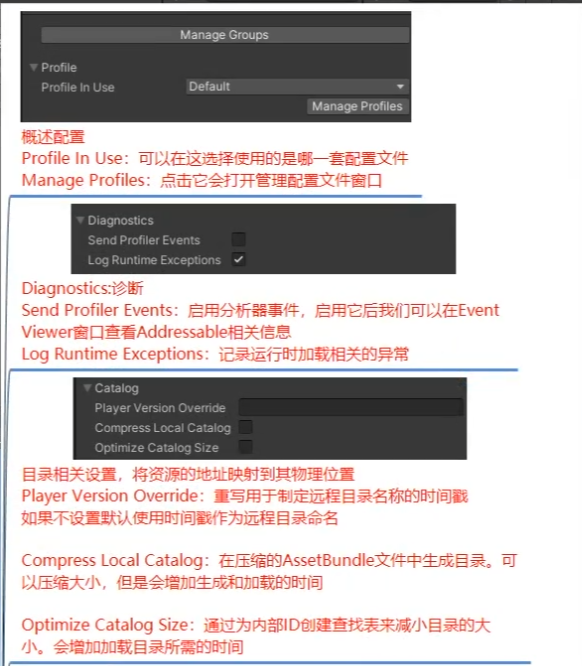 Manage Groups
Profile
Profile In Use Default
Manage Profiles
概述配置
Profile In Use：可以在这选择使用的是哪一套配置文件
Manage Profiles：点击它会打开管理配置文件窗口
Diagnostics
Send Profiler Events
Log Runtime Exceptions
Diagnostics:诊断
Send Profiler Events：启用分析器事件，启用它后我们可以在Event
Viewer窗口查看Addressable相关信息
Log Runtime Exceptions：记录运行时加载相关的异常
Catalog
Player Version Override
Compress Local Catalog
Optimize Catalog Size
目录相关设置，将资源的地址映射到其物理位置
Player Version Override：重写用于制定远程目录名称的时间戳
如果不设置默认使用时间戳作为远程目录命名
Compress Local Catalog：在压缩的AssetBundle文件中生成目录。可
以压缩大小，但是会增加生成和加载的时间
Optimize Catalog Size：通过为内部ID创建查找表来减小目录的大
小。会增加加载目录所需的时间